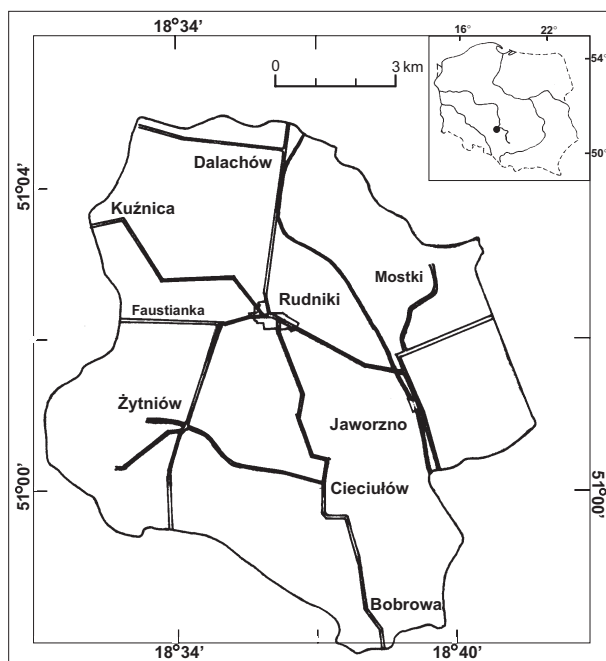 18°34'
16° 22°
54°
50°
0 3 km
Dalachów
51°04'
Kuźnica
Mostki
Rudniki
Faustianka
Żytniów
Jaworzno
51°00'
Cieciułów
51°00'
Bobrowa
18°34' 18°40'